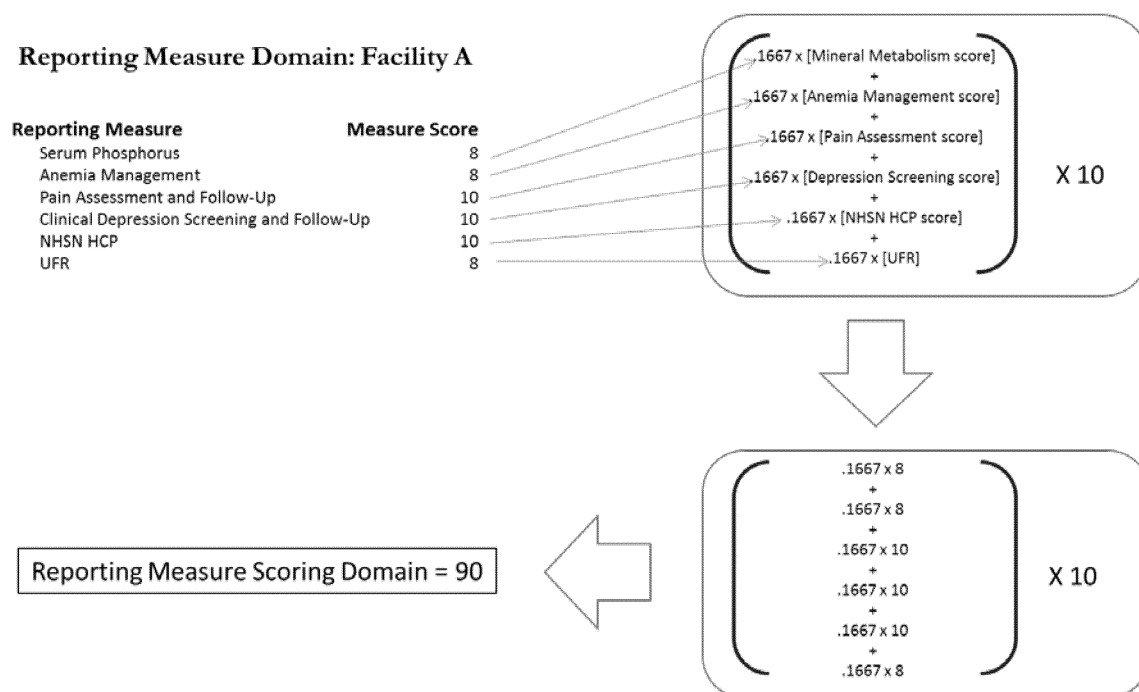 Reporting Measure Domain: Facility A
Reporting Measure Measure Score
Serum Phosphorus 8
Anemia Management 8
Pain Assessment and Follow-Up 10
Clinical Depression Screening and Follow-Up 10
NHSN HCP 10
UFR 8
.1667 x [Mineral Metabolism score]
+
.1667 x [Anemia Management score]
+
.1667 x [Pain Assessment score]
+
.1667 x [Depression Screening score]
+
.1667 x [NHSN HCP score]
+
.1667 x [UFR]
X 10
.1667 x 8
+
.1667 x 8
+
.1667 x 10
+
.1667 x 10
+
.1667 x 10
+
.1667 x 8
X 10
Reporting Measure Scoring Domain = 90